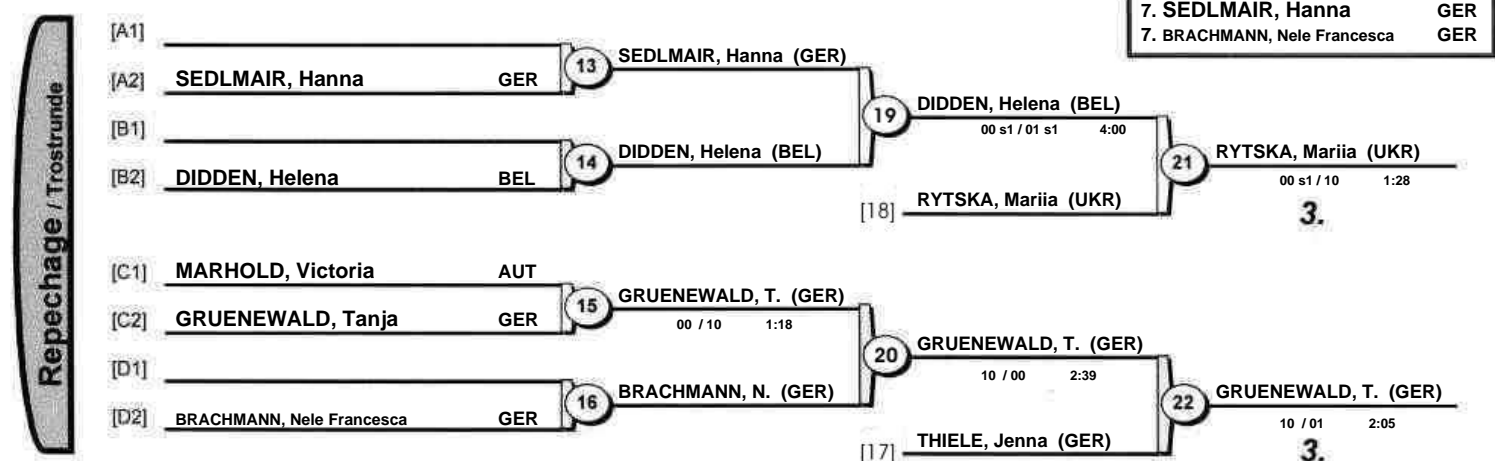 7. SEDLMAIR, Hanna GER
7. BRACHMANN, Nele Francesca GER
Repechage / Trostrunde
[A1]
[A2] SEDLMAIR, Hanna GER
13
SEDLMAIR, Hanna (GER)
[B1]
[B2] DIDDEN, Helena BEL
14
DIDDEN, Helena (BEL)
19
DIDDEN, Helena (BEL)
00 s1 / 01 s1 4:00
[18] RYTSKA, Mariia (UKR)
21
RYTSKA, Mariia (UKR)
00 s1 / 10 1:28
3.
[C1] MARHOLD, Victoria AUT
[C2] GRUENEWALD, Tanja GER
15
GRUENEWALD, T. (GER)
00 / 10 1:18
[D1]
[D2] BRACHMANN, Nele Francesca GER
16
BRACHMANN, N. (GER)
20
GRUENEWALD, T. (GER)
10 / 00 2:39
[17] THIELE, Jenna (GER)
22
GRUENEWALD, T. (GER)
10 / 01 2:05
3.